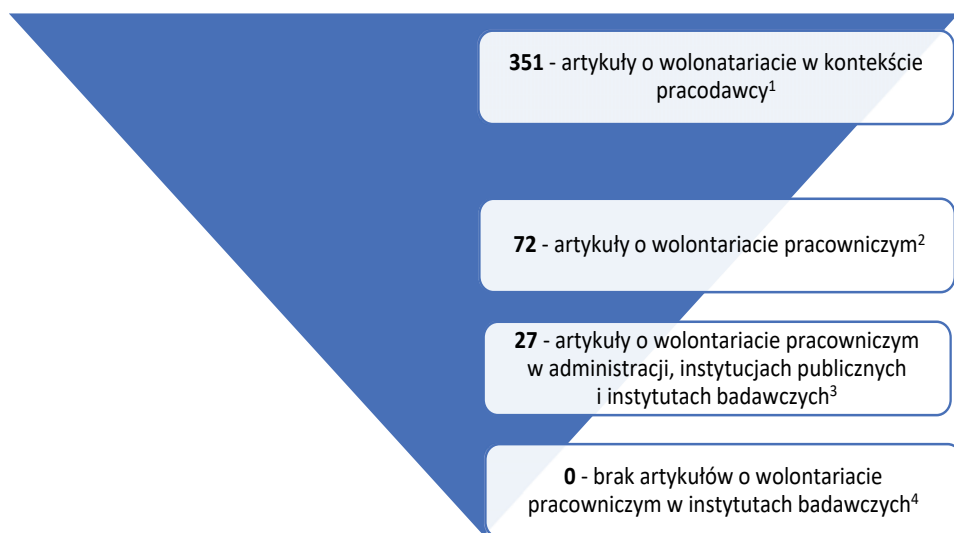 351 - artykuły o wolonatariacie w kontekście
pracodawcy¹
72 - artykuły o wolontariacie pracowniczym²
27 - artykuły o wolontariacie pracowniczym
w administracji, instytucjach publicznych
i instytutach badawczych³
0 - brak artykułów o wolontariacie
pracowniczym w instytutach badawczych⁴